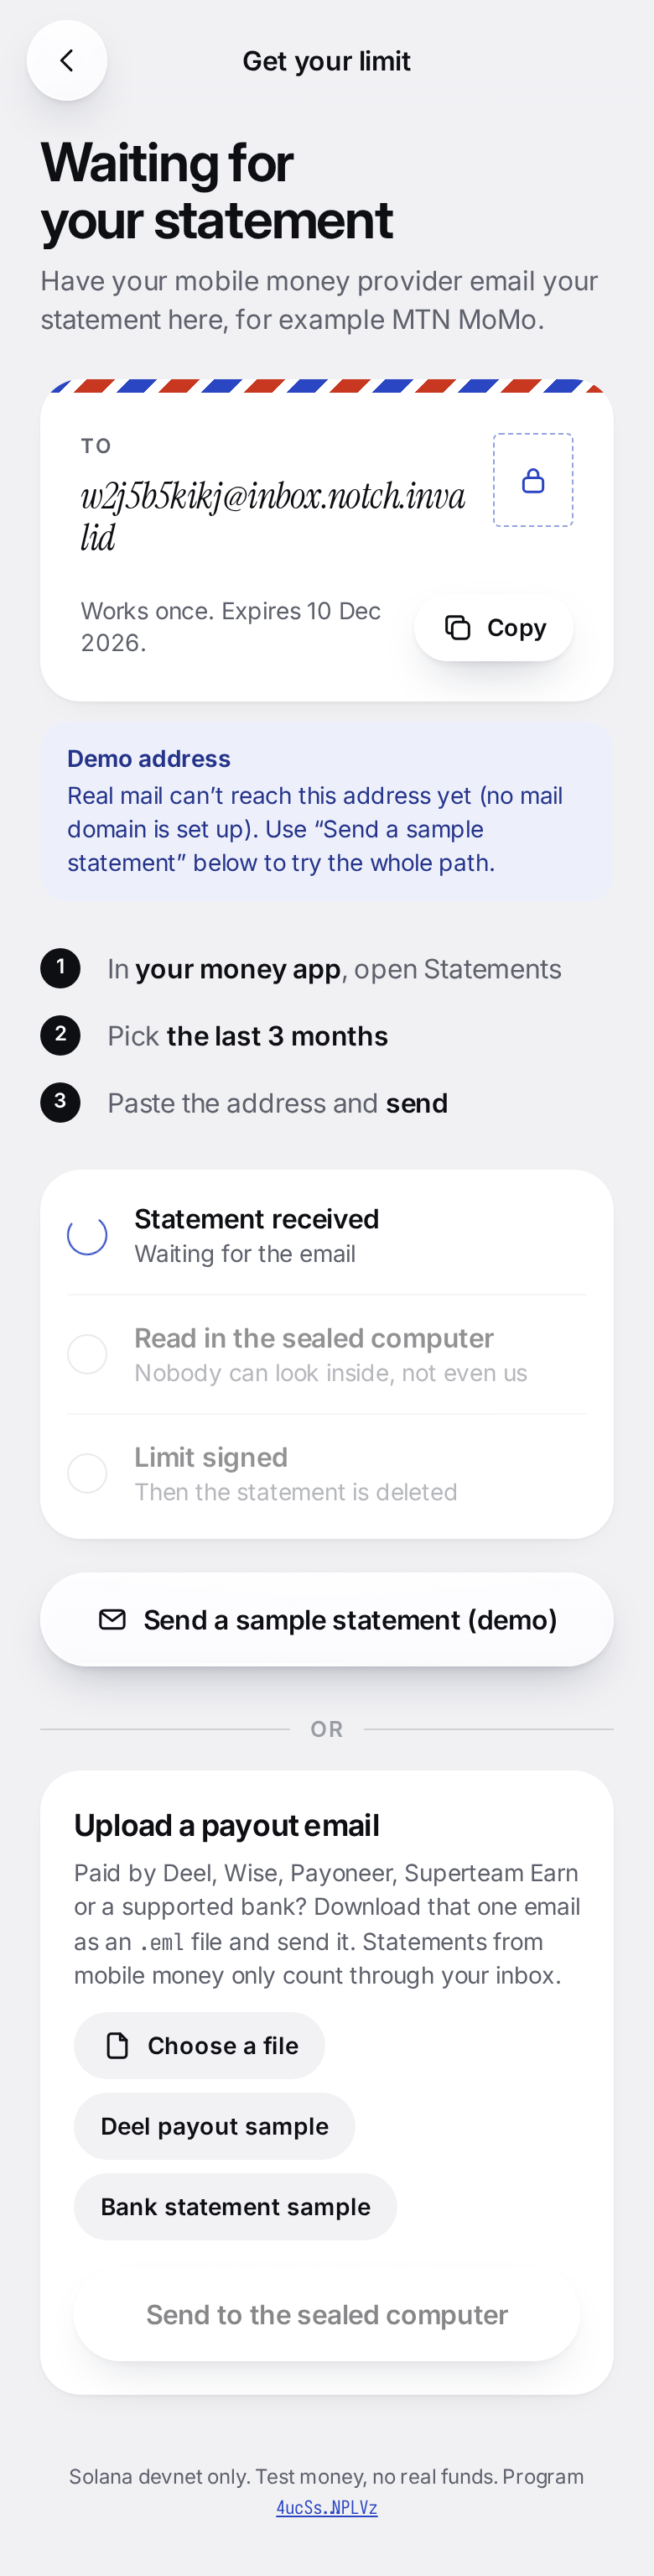 Get your limit
Waiting for
your statement
Have your mobile money provider email your
statement here, for example MTN MoMo.
TO
w2j5b5kikj@inbox.notch.inva
lid
Works once. Expires 10 Dec
2026.
Copy
Demo address
Real mail can’t reach this address yet (no mail
domain is set up). Use “Send a sample
statement” below to try the whole path.
1 In your money app, open Statements
2 Pick the last 3 months
3 Paste the address and send
Statement received
Waiting for the email
Read in the sealed computer
Nobody can look inside, not even us
Limit signed
Then the statement is deleted
Send a sample statement (demo)
OR
Upload a payout email
Paid by Deel, Wise, Payoneer, Superteam Earn
or a supported bank? Download that one email
as an .eml file and send it. Statements from
mobile money only count through your inbox.
Choose a file
Deel payout sample
Bank statement sample
Send to the sealed computer
Solana devnet only. Test money, no real funds. Program
4ucSs…NPLVz